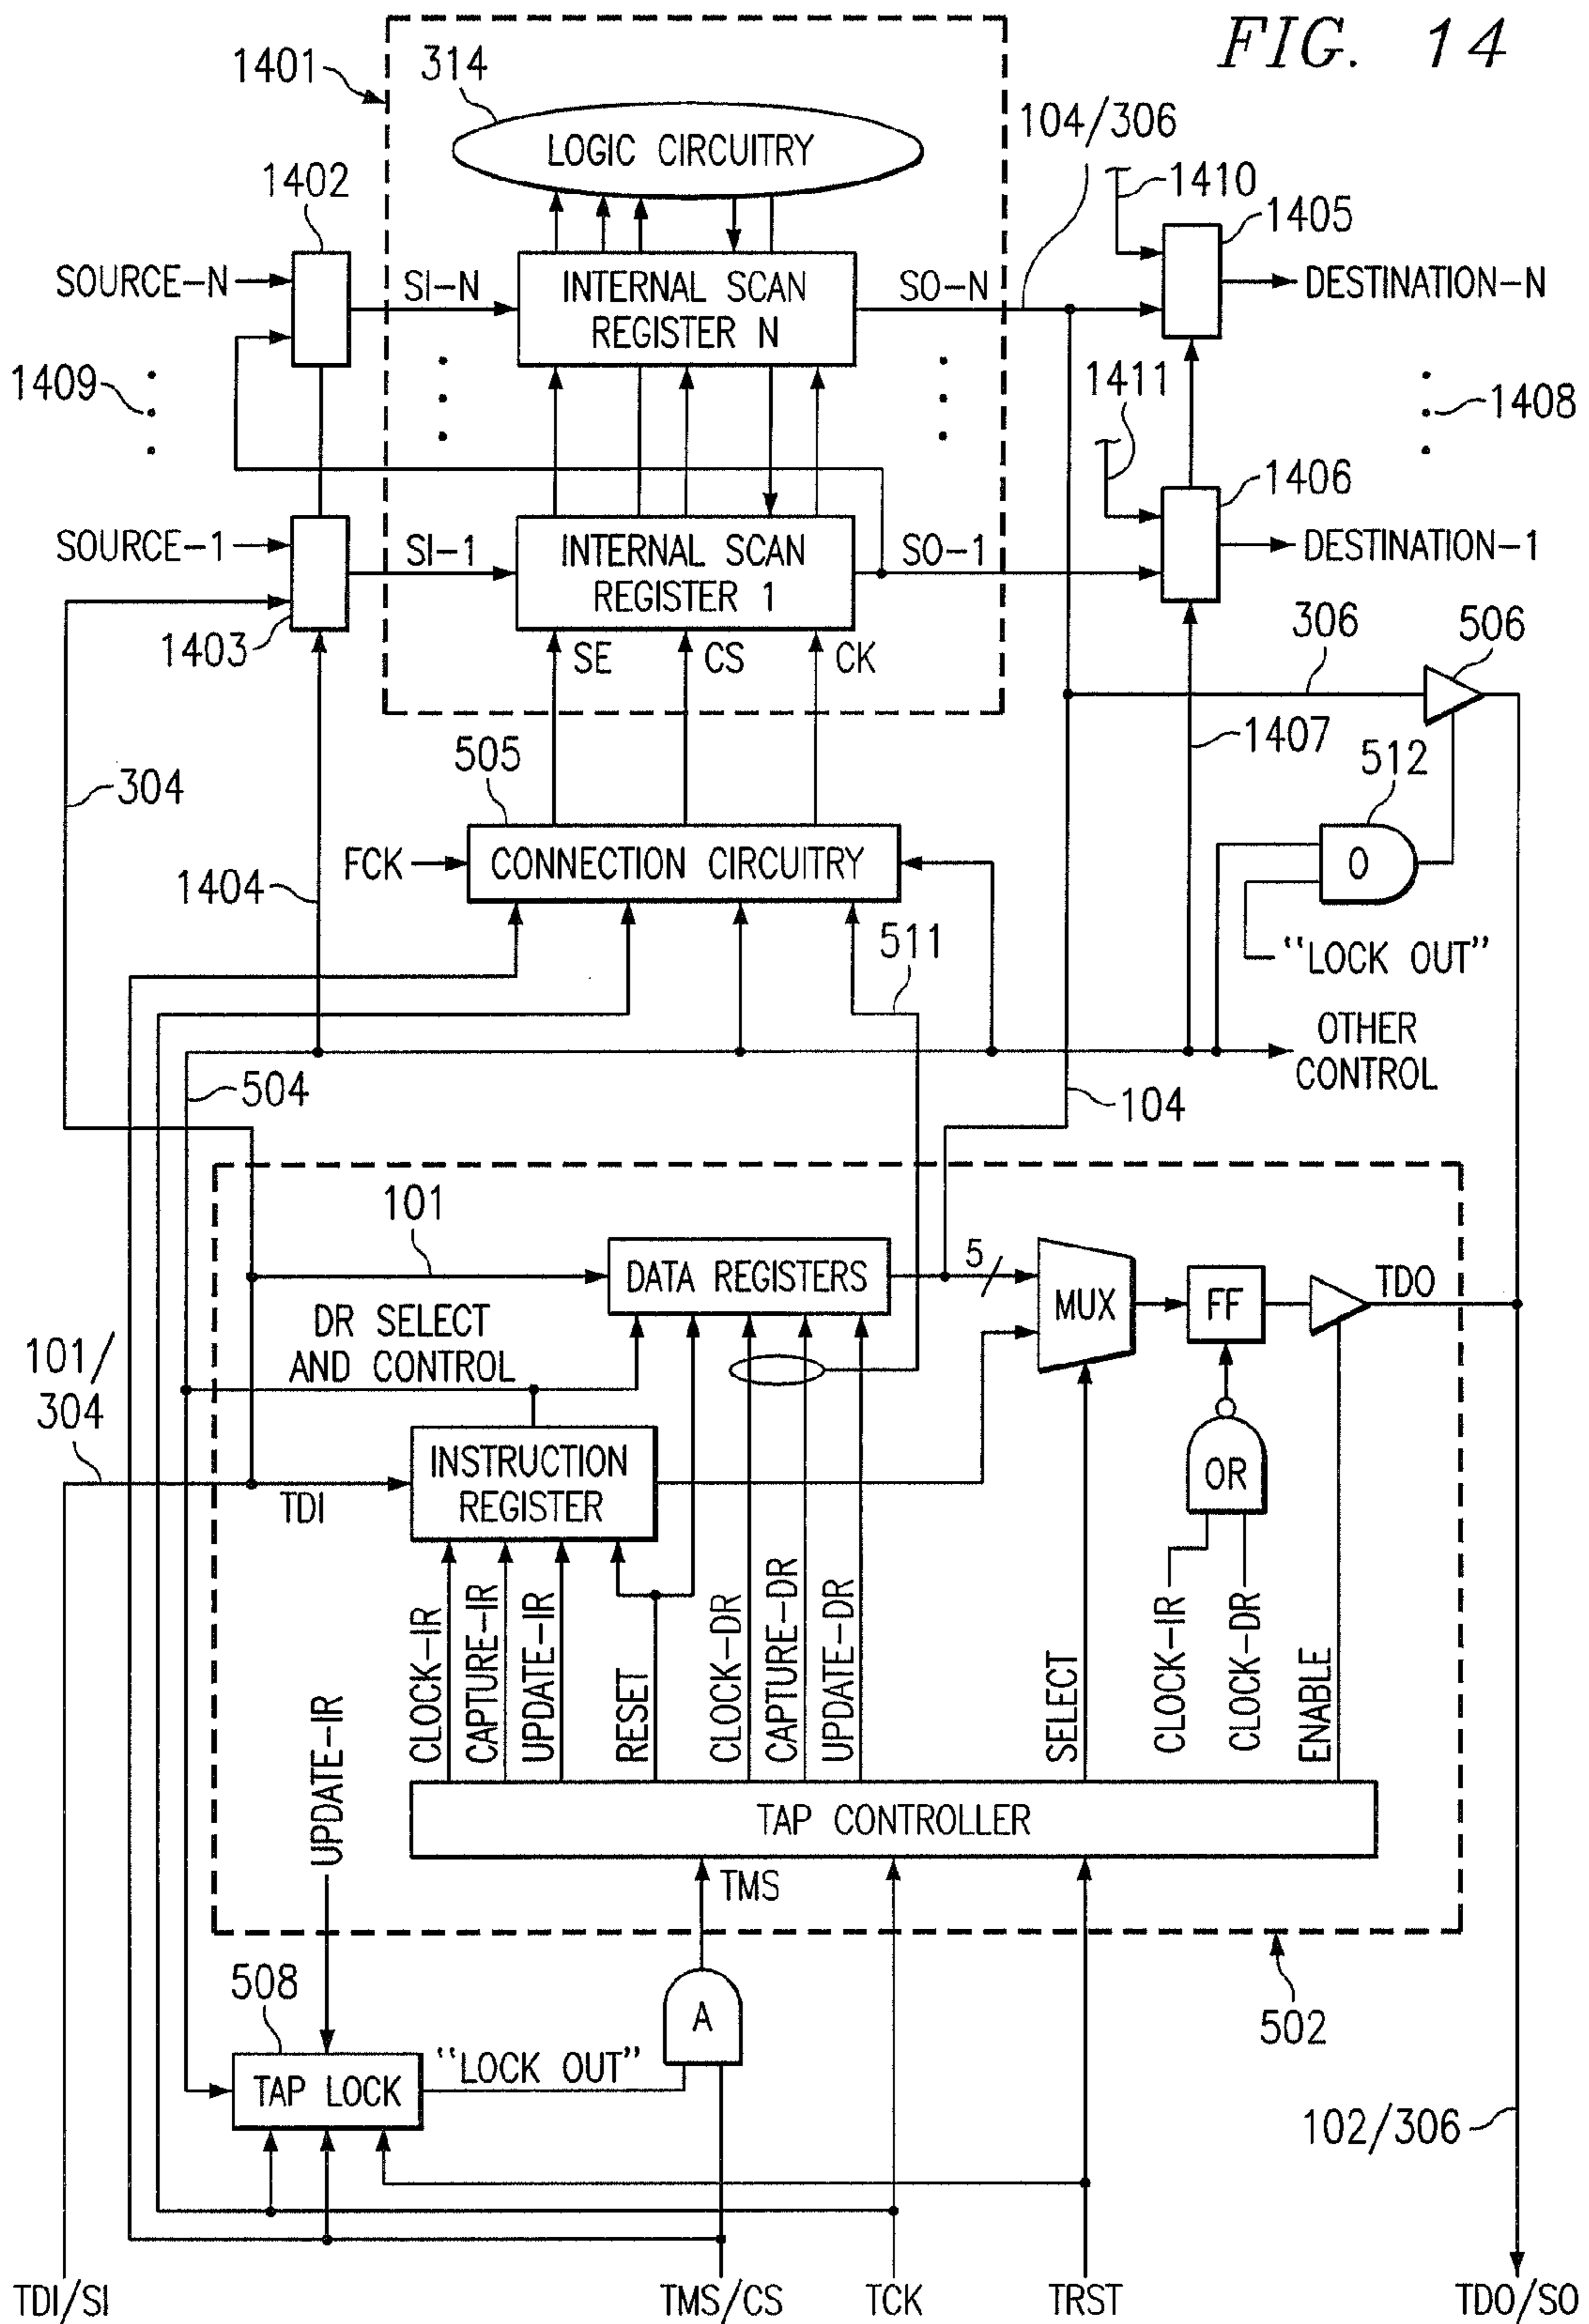 FIG. 14
1401
314
LOGIC CIRCUITRY
104/306
1410
1402
1405
SOURCE-N
SI-N
INTERNAL SCAN
REGISTER N
SO-N
DESTINATION-N
1409
1411
1408
1406
SOURCE-1
SI-1
INTERNAL SCAN
REGISTER 1
SO-1
DESTINATION-1
1403
SE
CS
CK
306
506
304
505
1407
512
FCK
CONNECTION CIRCUITRY
O
1404
511
"LOCK OUT"
OTHER
CONTROL
504
104
101
DATA REGISTERS
5
MUX
FF
TDO
DR SELECT
AND CONTROL
101/
304
INSTRUCTION
REGISTER
OR
TDI
CLOCK-IR
CAPTURE-IR
UPDATE-IR
RESET
CLOCK-DR
CAPTURE-DR
UPDATE-DR
SELECT
CLOCK-IR
CLOCK-DR
ENABLE
UPDATE-IR
TAP CONTROLLER
TMS
508
A
502
TAP LOCK
"LOCK OUT"
102/306
TDI/SI
TMS/CS
TCK
TRST
TDO/SO